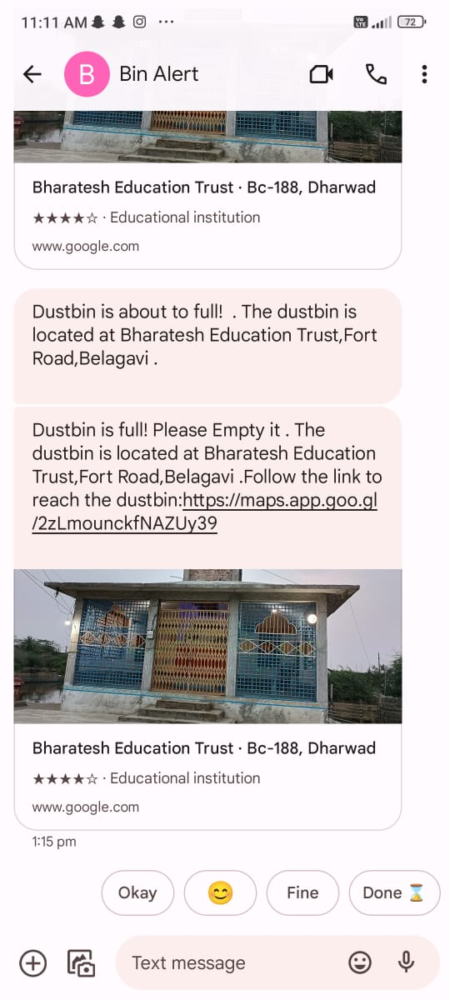 11:11 AM
Vo LTE
72
B
Bin Alert
Bharatesh Education Trust · Bc-188, Dharwad
★★★★☆ · Educational institution
www.google.com
Dustbin is about to full!  . The dustbin is
located at Bharatesh Education Trust,Fort
Road,Belagavi .
Dustbin is full! Please Empty it . The
dustbin is located at Bharatesh Education
Trust,Fort Road,Belagavi .Follow the link to
reach the dustbin:https://maps.app.goo.gl
/2zLmounckfNAZUy39
Bharatesh Education Trust · Bc-188, Dharwad
★★★★☆ · Educational institution
www.google.com
1:15 pm
Okay
😊
Fine
Done ⌛
Text message